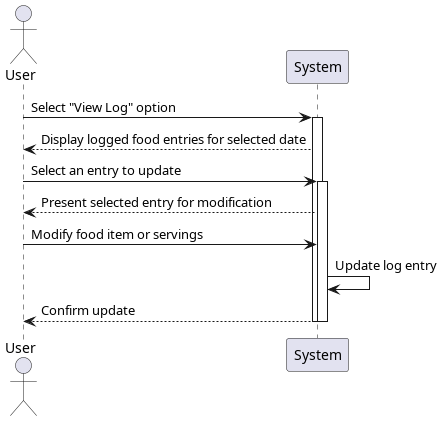 User
System
Select "View Log" option
Display logged food entries for selected date
Select an entry to update
Present selected entry for modification
Modify food item or servings
Update log entry
Confirm update
User
System